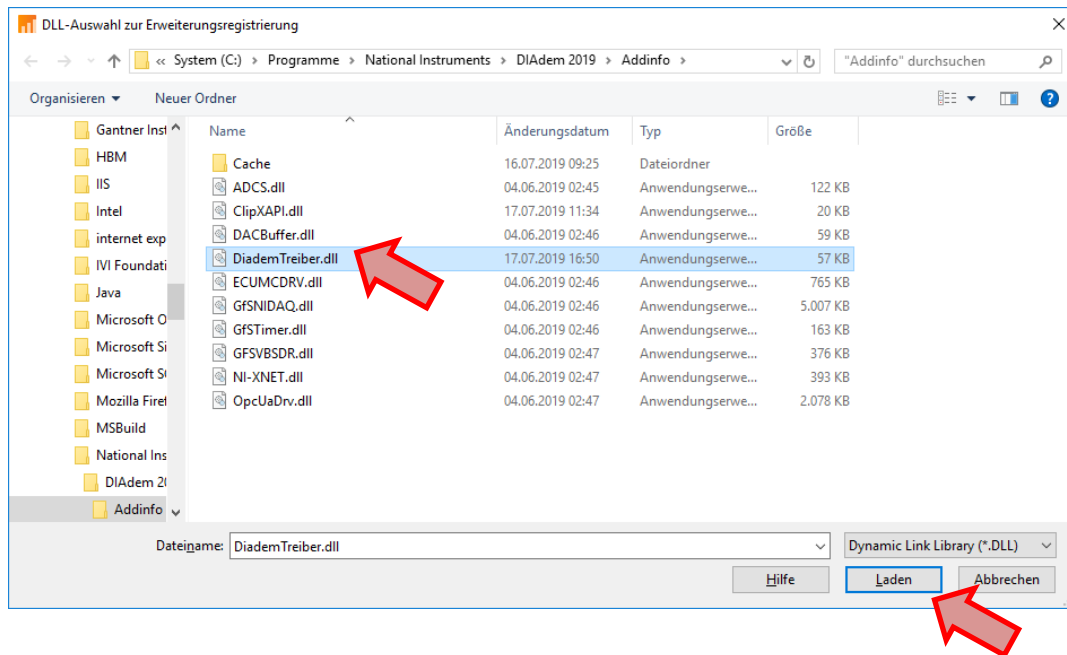 DLL-Auswahl zur Erweiterungsregistrierung
« System (C:) > Programme > National Instruments > DIAdem 2019 > Addinfo >
"Addinfo" durchsuchen
Organisieren Neuer Ordner
Gantner Inst
HBM
IIS
Intel
internet exp
IVI Foundati
Java
Microsoft O
Microsoft Si
Microsoft S
Mozilla Firef
MSBuild
National Ins
DIAdem 2
Addinfo
Name Änderungsdatum Typ Größe
Cache 16.07.2019 09:25 Dateiordner
ADCS.dll 04.06.2019 02:45 Anwendungserwe... 122 KB
ClipXAPI.dll 17.07.2019 11:34 Anwendungserwe... 20 KB
DACBuffer.dll 04.06.2019 02:46 Anwendungserwe... 59 KB
DiademTreiber.dll 17.07.2019 16:50 Anwendungserwe... 57 KB
ECUMCDRV.dll 04.06.2019 02:46 Anwendungserwe... 765 KB
GfSNIDAQ.dll 04.06.2019 02:46 Anwendungserwe... 5.007 KB
GfSTimer.dll 04.06.2019 02:46 Anwendungserwe... 163 KB
GFSVBSDR.dll 04.06.2019 02:47 Anwendungserwe... 376 KB
NI-XNET.dll 04.06.2019 02:47 Anwendungserwe... 393 KB
OpcUaDrv.dll 04.06.2019 02:47 Anwendungserwe... 2.078 KB
Dateiname: DiademTreiber.dll Dynamic Link Library (*.DLL)
Hilfe Laden Abbrechen